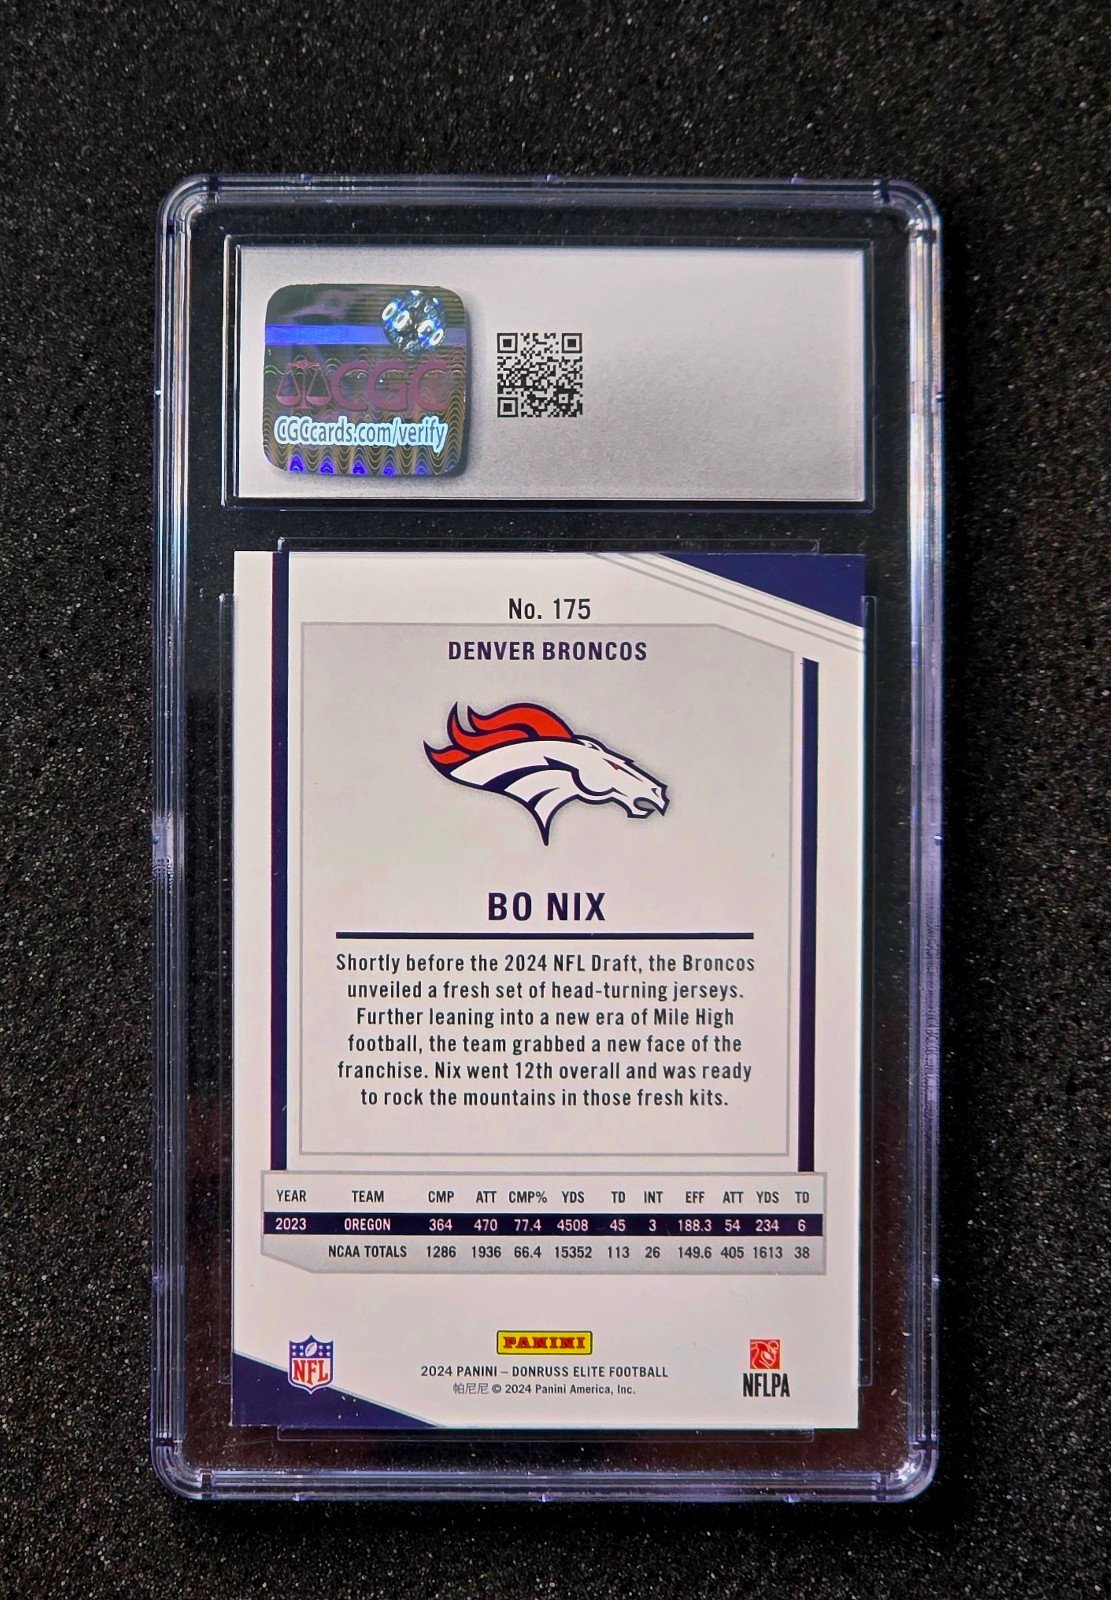 CGC
CGCcards.com/verify
No. 175
DENVER BRONCOS
BO NIX
Shortly before the 2024 NFL Draft, the Broncos
unveiled a fresh set of head-turning jerseys.
Further leaning into a new era of Mile High
football, the team grabbed a new face of the
franchise. Nix went 12th overall and was ready
to rock the mountains in those fresh kits.
YEAR TEAM CMP ATT CMP% YDS TD INT EFF ATT YDS TD
2023 OREGON 364 470 77.4 4508 45 3 188.3 54 234 6
NCAA TOTALS 1286 1936 66.4 15352 113 26 149.6 405 1613 38
NFL
PANINI
2024 PANINI – DONRUSS ELITE FOOTBALL
帕尼尼 © 2024 Panini America, Inc.
NFLPA